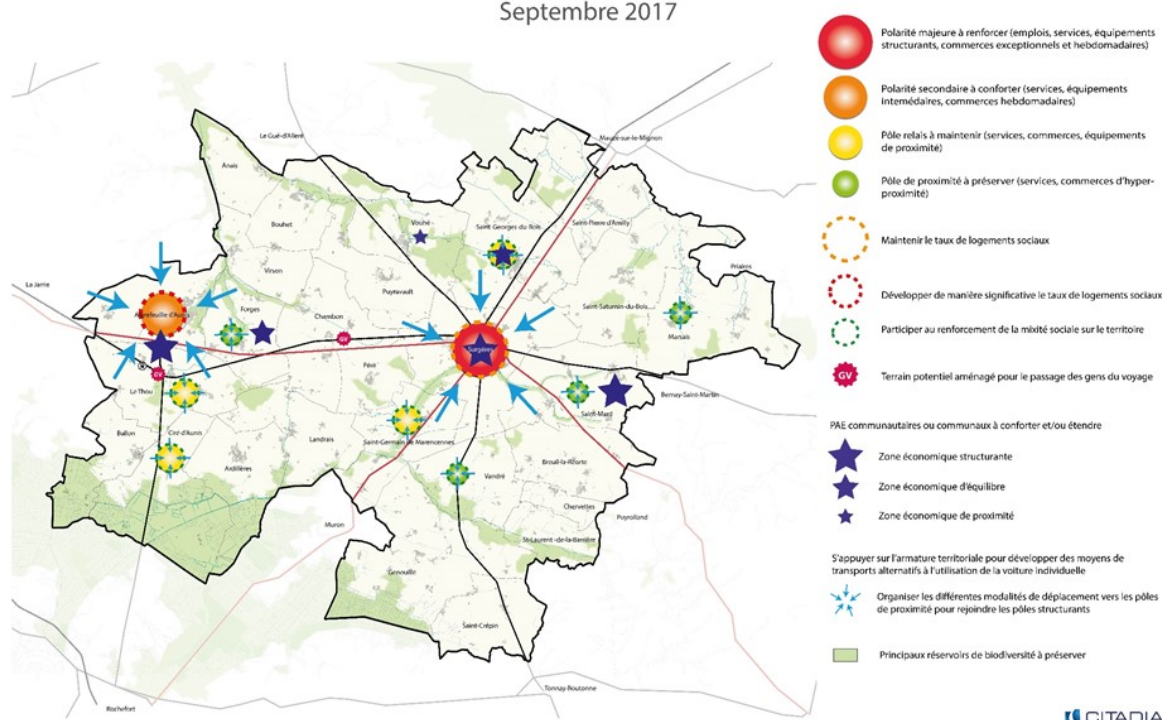 Septembre 2017
Polarité majeure à renforcer (emplois, services, équipements
structurants, commerces exceptionnels et hebdomadaires)
Polarité secondaire à conforter (services, équipements
intemédaires, commerces hebdomadaires)
Pôle relais à maintenir (services, commerces, équipements
de proximité)
Pôle de proximité à préserver (services, commerces d'hyper-
proximité)
Maintenir le taux de logements sociaux
Développer de manière significative le taux de logements sociaux
Participer au renforcement de la mixité sociale sur le territoire
GV
Terrain potentiel aménagé pour le passage des gens du voyage
PAE communautaires ou communaux à conforter et/ou étendre
Zone économique structurante
Zone économique d'équilibre
Zone économique de proximité
S'appuyer sur l'armature territoriale pour développer des moyens de
transports alternatifs à l'utilisation de la voiture individuelle
Organiser les différentes modalités de déplacement vers les pôles
de proximité pour rejoindre les pôles structurants
Principaux réservoirs de biodiversité à préserver
CITADIA
Le Gué-d'Alleré
Mauzé-sur-le-Mignon
Anais
Bouhet
Vouhé
Saint Georges du Bois
Saint-Pierre d'Amilly
Virson
Priaires
La Jarrie
Puyravault
Saint-Saturnin-du-Bois
Aigrefeuille d'Aunis
Forges
Chambon
Marsais
GV
Surgères
Péré
GV
Le Thou
Saint-Mard
Bernay-Saint-Martin
Ballon
Ciré d'Aunis
Landrais
Saint-Germain de Marencennes
Ardillères
Vandré
Breuil-la-Réorte
Chervettes
Muron
Puyrolland
St-Laurent-de-la-Barrière
Genouillé
Saint-Crépin
Tonnay-Boutonne
Rochefort